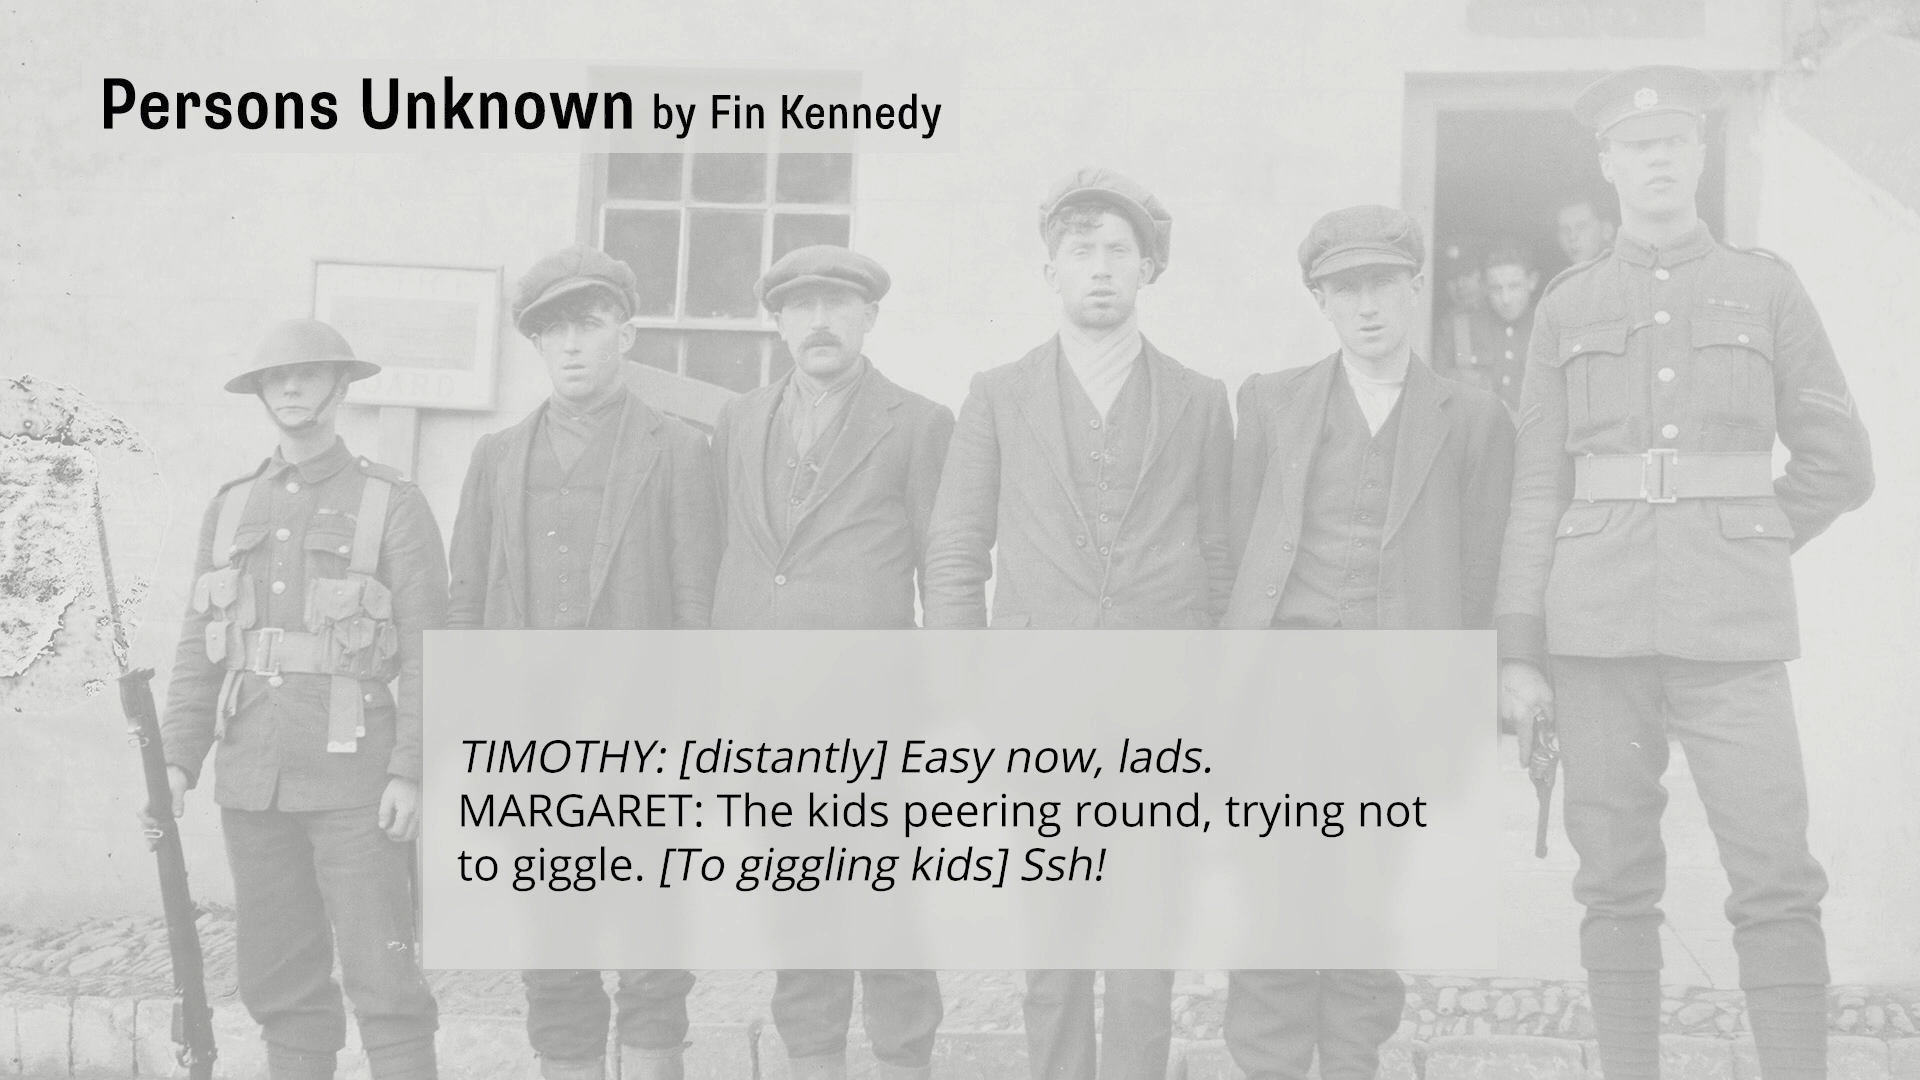 Persons Unknown by Fin Kennedy
TIMOTHY: [distantly] Easy now, lads.
MARGARET: The kids peering round, trying not
to giggle. [To giggling kids] Ssh!